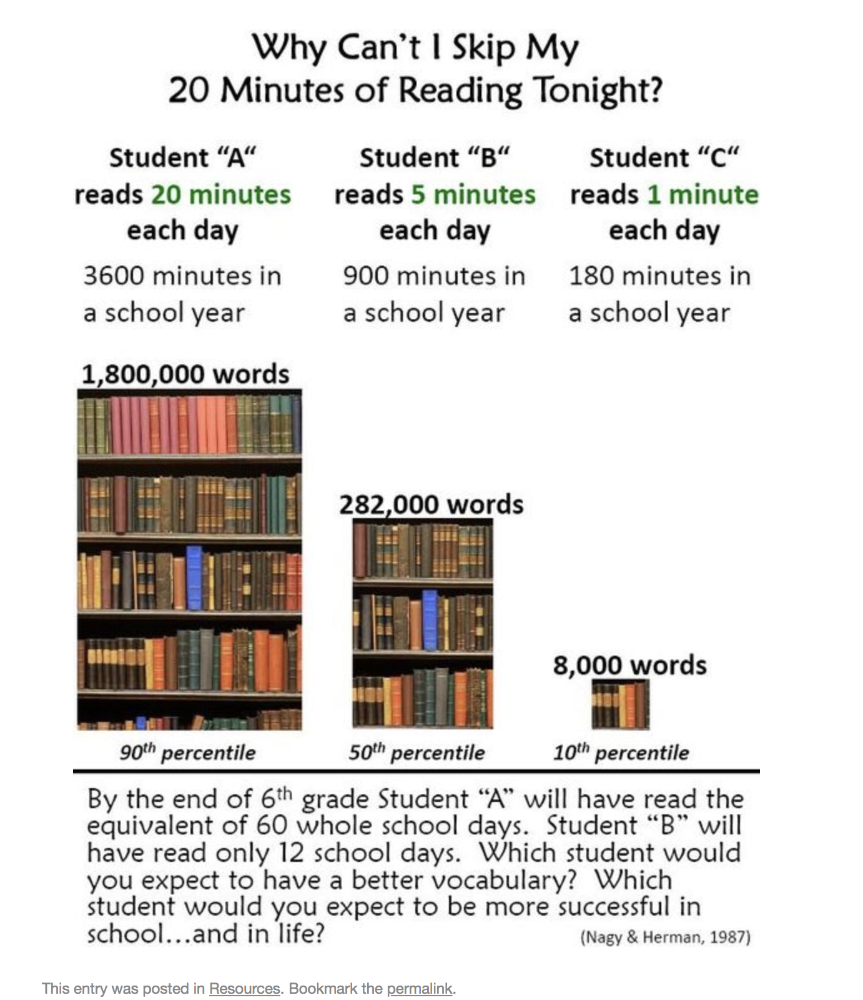 Why Can't I Skip My
20 Minutes of Reading Tonight?
Student “A“
reads 20 minutes
each day
3600 minutes in
a school year
1,800,000 words
90th percentile
Student “B“
reads 5 minutes
each day
900 minutes in
a school year
282,000 words
50th percentile
Student “C“
reads 1 minute
each day
180 minutes in
a school year
8,000 words
10th percentile
By the end of 6th grade Student “A” will have read the
equivalent of 60 whole school days.  Student “B” will
have read only 12 school days.  Which student would
you expect to have a better vocabulary?  Which
student would you expect to be more successful in
school...and in life?
(Nagy & Herman, 1987)
This entry was posted in Resources. Bookmark the permalink.